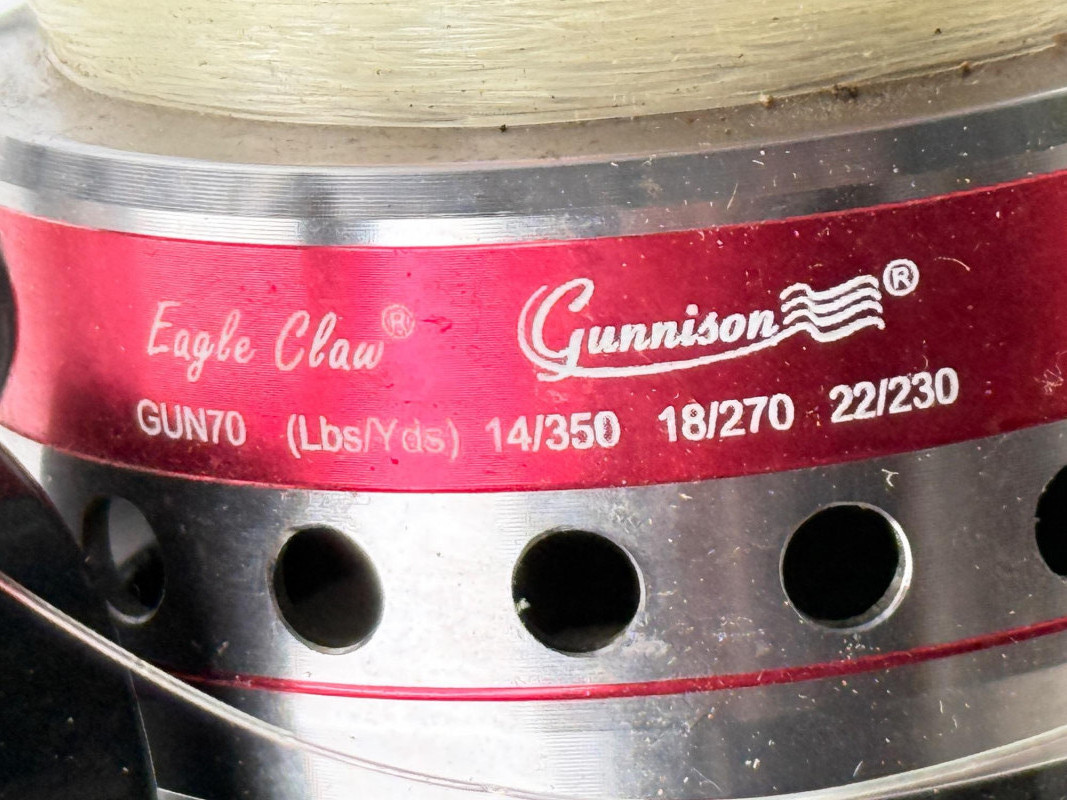 Eagle Claw® Gunnison®
GUN70 (Lbs/Yds) 14/350 18/270 22/230